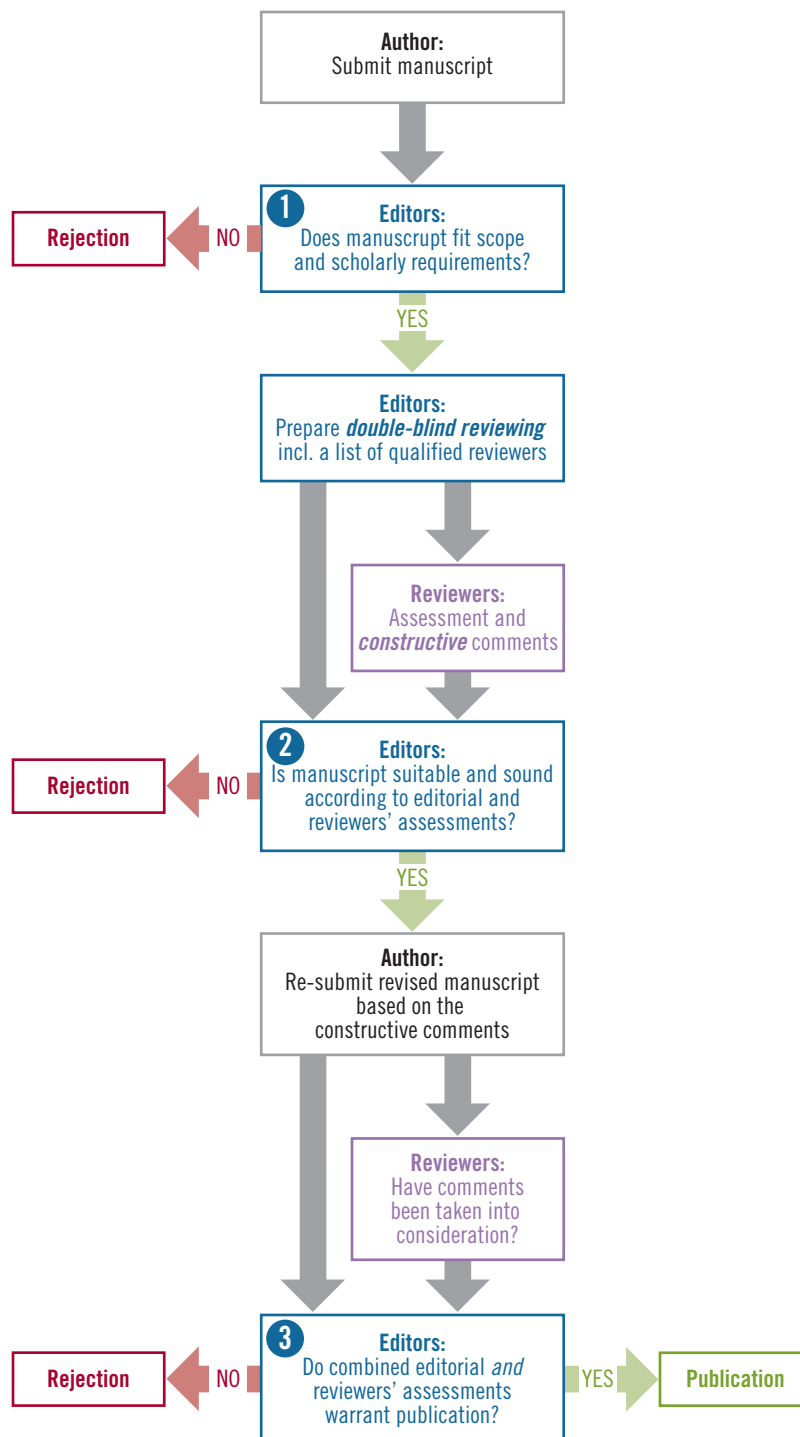 Author:
Submit manuscript
1
Editors:
Does manuscrupt fit scope
and scholarly requirements?
NO
Rejection
YES
Editors:
Prepare double-blind reviewing
incl. a list of qualified reviewers
Reviewers:
Assessment and
constructive comments
2
Editors:
Is manuscript suitable and sound
according to editorial and
reviewers’ assessments?
NO
Rejection
YES
Author:
Re-submit revised manuscript
based on the
constructive comments
Reviewers:
Have comments
been taken into
consideration?
3
Editors:
Do combined editorial and
reviewers’ assessments
warrant publication?
NO
Rejection
YES
Publication